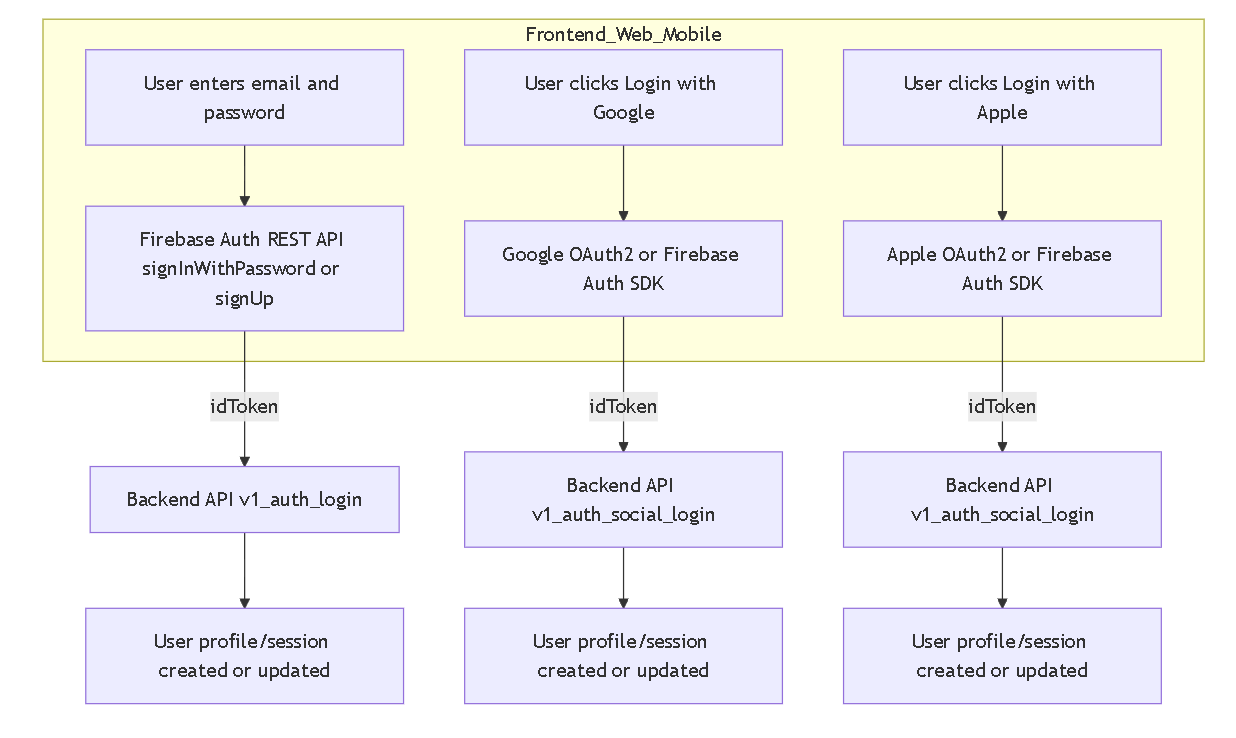 Frontend_Web_Mobile
User enters email and
password
User clicks Login with
Google
User clicks Login with
Apple
Firebase Auth REST API
signInWithPassword or
signUp
Google OAuth2 or Firebase
Auth SDK
Apple OAuth2 or Firebase
Auth SDK
idToken
idToken
idToken
Backend API v1_auth_login
Backend API
v1_auth_social_login
Backend API
v1_auth_social_login
User profile/session
created or updated
User profile/session
created or updated
User profile/session
created or updated